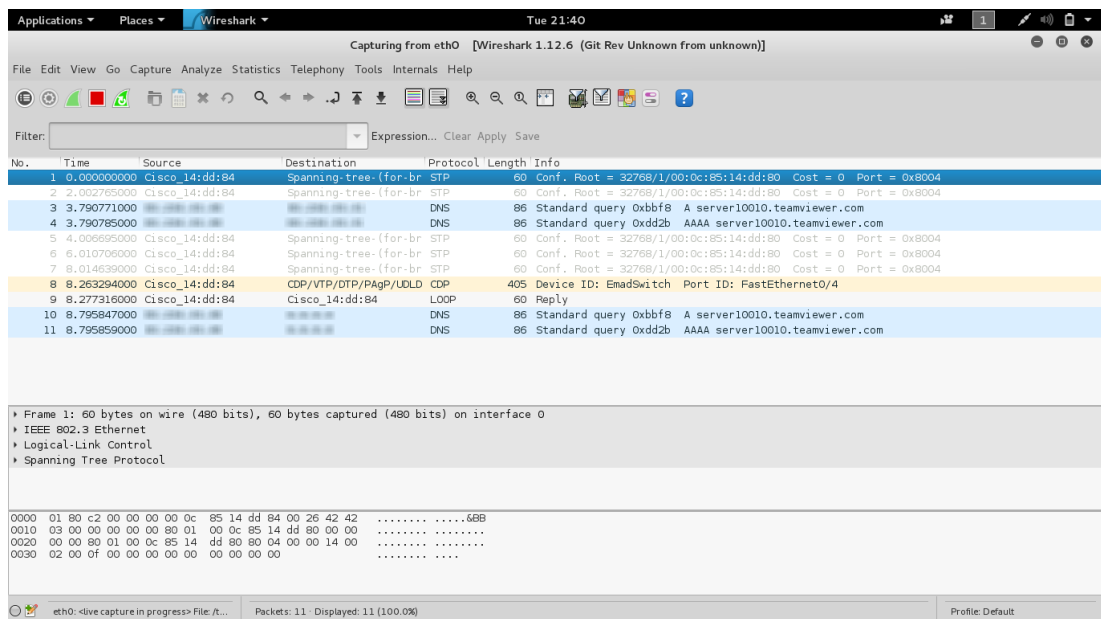 Applications Places Wireshark Tue 21:40 1
Capturing from eth0 [Wireshark 1.12.6 (Git Rev Unknown from unknown)]
File Edit View Go Capture Analyze Statistics Telephony Tools Internals Help
Filter: Expression... Clear Apply Save
No. Time Source Destination Protocol Length Info
1 0.000000000 Cisco_14:dd:84 Spanning-tree-(for-br STP 60 Conf. Root = 32768/1/00:0c:85:14:dd:80 Cost = 0 Port = 0x8004
2 2.002765000 Cisco_14:dd:84 Spanning-tree-(for-br STP 60 Conf. Root = 32768/1/00:0c:85:14:dd:80 Cost = 0 Port = 0x8004
3 3.790771000 DNS 86 Standard query 0xbbf8 A server10010.teamviewer.com
4 3.790785000 DNS 86 Standard query 0xdd2b AAAA server10010.teamviewer.com
5 4.006695000 Cisco_14:dd:84 Spanning-tree-(for-br STP 60 Conf. Root = 32768/1/00:0c:85:14:dd:80 Cost = 0 Port = 0x8004
6 6.010706000 Cisco_14:dd:84 Spanning-tree-(for-br STP 60 Conf. Root = 32768/1/00:0c:85:14:dd:80 Cost = 0 Port = 0x8004
7 8.014639000 Cisco_14:dd:84 Spanning-tree-(for-br STP 60 Conf. Root = 32768/1/00:0c:85:14:dd:80 Cost = 0 Port = 0x8004
8 8.263294000 Cisco_14:dd:84 CDP/VTP/DTP/PAgP/UDLD CDP 405 Device ID: EmadSwitch Port ID: FastEthernet0/4
9 8.277316000 Cisco_14:dd:84 Cisco_14:dd:84 LOOP 60 Reply
10 8.795847000 DNS 86 Standard query 0xbbf8 A server10010.teamviewer.com
11 8.795859000 DNS 86 Standard query 0xdd2b AAAA server10010.teamviewer.com
Frame 1: 60 bytes on wire (480 bits), 60 bytes captured (480 bits) on interface 0
IEEE 802.3 Ethernet
Logical-Link Control
Spanning Tree Protocol
0000 01 80 c2 00 00 00 00 0c 85 14 dd 84 00 26 42 42 ........ .....&BB
0010 03 00 00 00 00 00 80 01 00 0c 85 14 dd 80 00 00 ........ ........
0020 00 00 80 01 00 0c 85 14 dd 80 80 04 00 00 14 00 ........ ........
0030 02 00 0f 00 00 00 00 00 00 00 00 00 ........ ....
eth0: <live capture in progress> File: /t... Packets: 11 · Displayed: 11 (100.0%) Profile: Default